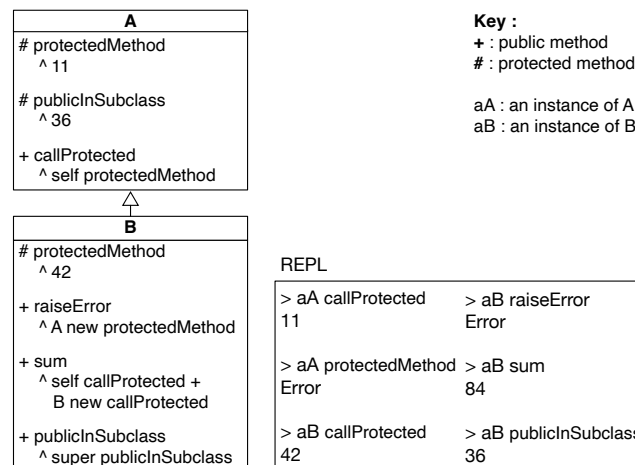 A
# protectedMethod
^ 11
# publicInSubclass
^ 36
+ callProtected
^ self protectedMethod
B
# protectedMethod
^ 42
+ raiseError
^ A new protectedMethod
+ sum
^ self callProtected +
B new callProtected
+ publicInSubclass
^ super publicInSubclass
Key :
+ : public method
# : protected method
aA : an instance of A
aB : an instance of B
REPL
> aA callProtected
11
> aA protectedMethod
Error
> aB callProtected
42
> aB raiseError
Error
> aB sum
84
> aB publicInSubclass
36